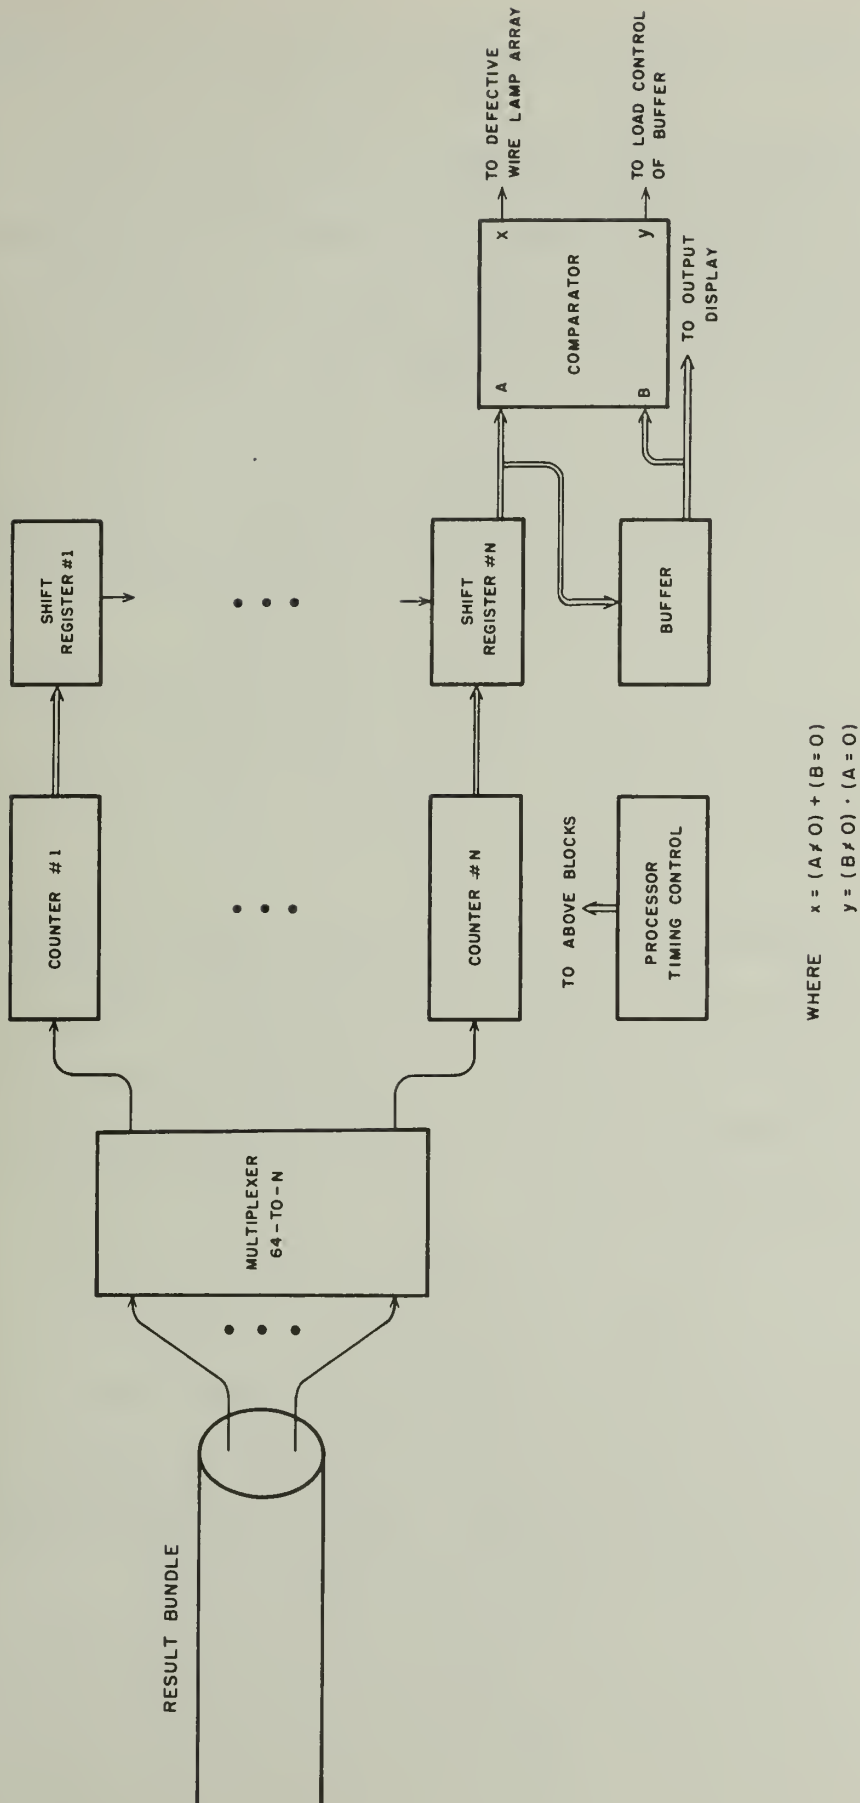 RESULT BUNDLE
MULTIPLEXER
64-TO-N
COUNTER #1
SHIFT
REGISTER #1
COUNTER #N
SHIFT
REGISTER #N
A
B
COMPARATOR
x
y
TO DEFECTIVE
WIRE LAMP ARRAY
TO LOAD CONTROL
OF BUFFER
TO OUTPUT
DISPLAY
TO ABOVE BLOCKS
PROCESSOR
TIMING CONTROL
BUFFER
WHERE x = (A ≠ 0) + (B = 0)
y = (B ≠ 0) · (A = 0)